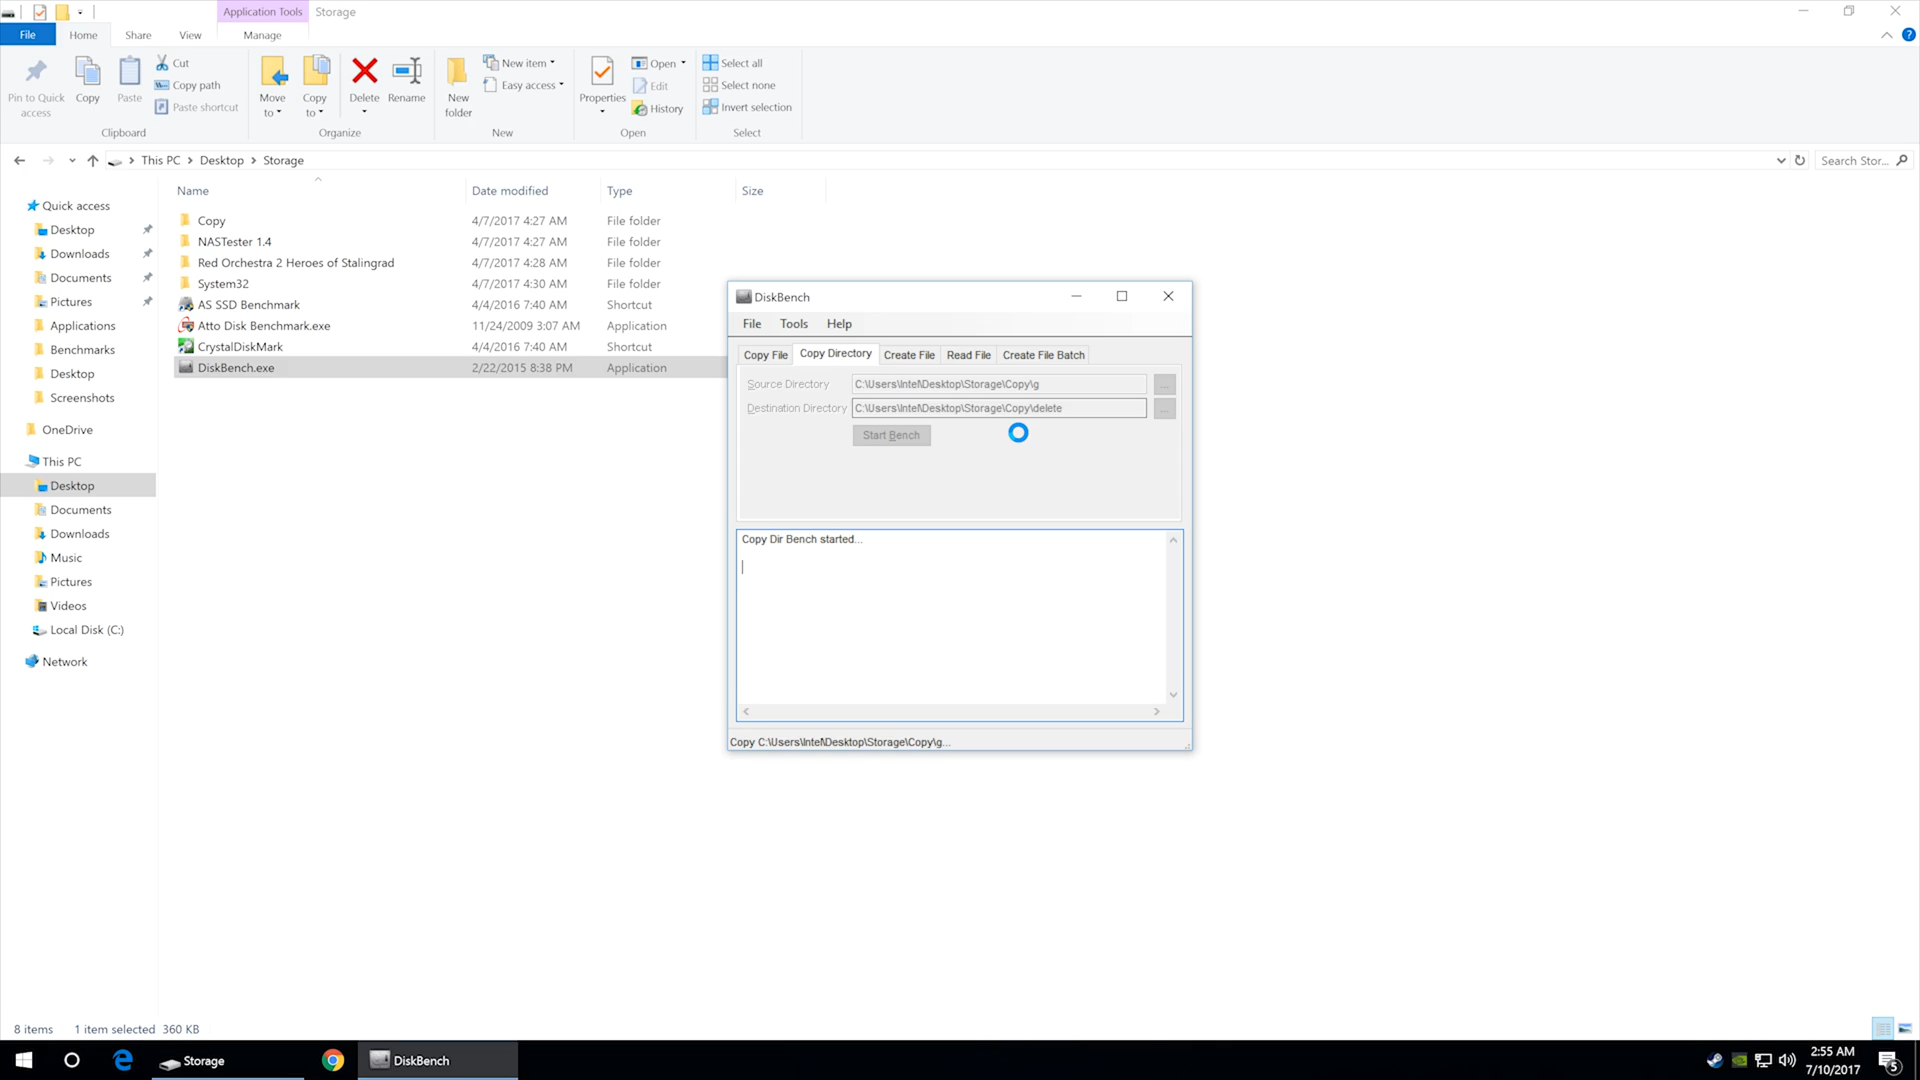 Application Tools Storage
File Home Share View Manage
Pin to Quick access
Copy
Paste
Cut
Copy path
Paste shortcut
Clipboard
Move to
Copy to
Delete
Rename
Organize
New folder
New item
Easy access
New
Properties
Open
Edit
History
Open
Select all
Select none
Invert selection
Select
This PC > Desktop > Storage
Search Stor...
Name Date modified Type Size
Copy 4/7/2017 4:27 AM File folder
NASTester 1.4 4/7/2017 4:27 AM File folder
Red Orchestra 2 Heroes of Stalingrad 4/7/2017 4:28 AM File folder
System32 4/7/2017 4:30 AM File folder
AS SSD Benchmark 4/4/2016 7:40 AM Shortcut
Atto Disk Benchmark.exe 11/24/2009 3:07 AM Application
CrystalDiskMark 4/4/2016 7:40 AM Shortcut
DiskBench.exe 2/22/2015 8:38 PM Application
Quick access
Desktop
Downloads
Documents
Pictures
Applications
Benchmarks
Desktop
Screenshots
OneDrive
This PC
Desktop
Documents
Downloads
Music
Pictures
Videos
Local Disk (C:)
Network
DiskBench
File Tools Help
Copy File Copy Directory Create File Read File Create File Batch
Source Directory C:\Users\Intel\Desktop\Storage\Copy\g ...
Destination Directory C:\Users\Intel\Desktop\Storage\Copy\delete ...
Start Bench
Copy Dir Bench started...
Copy C:\Users\Intel\Desktop\Storage\Copy\g...
8 items 1 item selected 360 KB
Storage
DiskBench
2:55 AM
7/10/2017
5